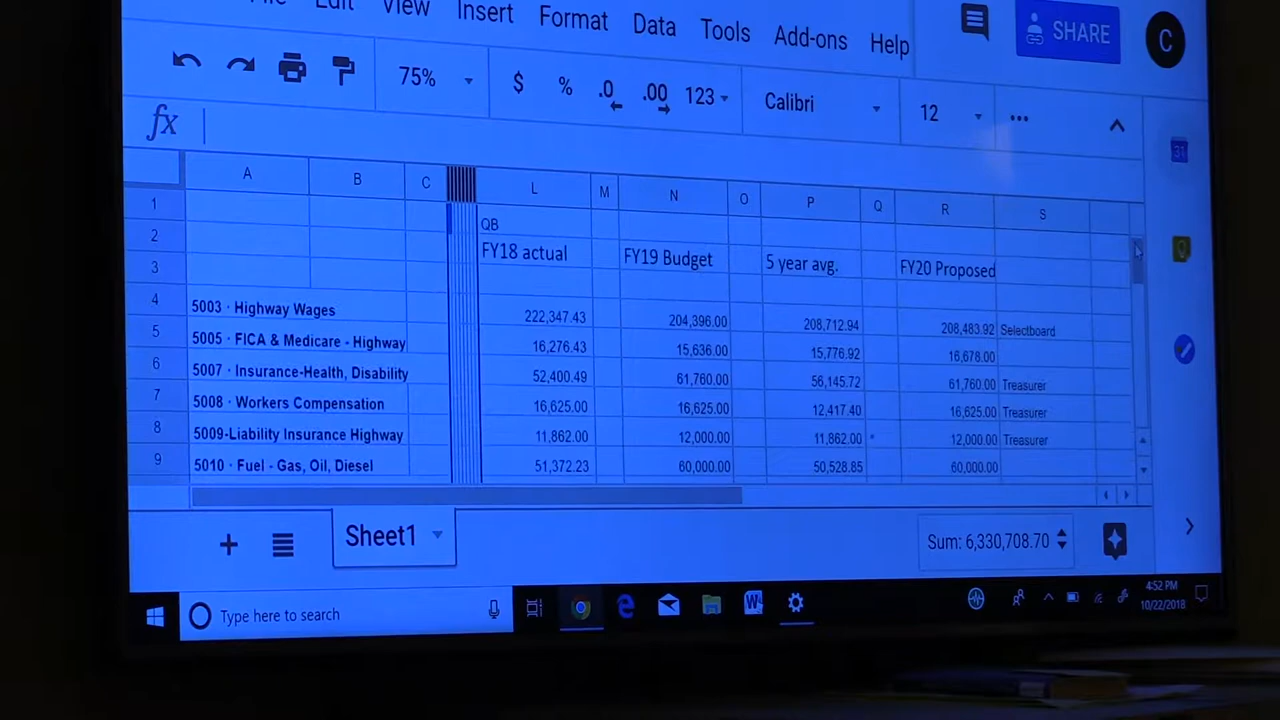 File Edit View Insert Format Data Tools Add-ons Help SHARE C
75% $ % .0 .00 123 Calibri 12 ...
fx
A B C L M N O P Q R S
1 QB
2 FY18 actual FY19 Budget 5 year avg. FY20 Proposed
3
4 5003 · Highway Wages 222,347.43 204,396.00 208,712.94 208,483.92 Selectboard
5 5005 · FICA & Medicare - Highway 16,276.43 15,636.00 15,776.92 16,678.00
6 5007 · Insurance-Health, Disability 52,400.49 61,760.00 56,145.72 61,760.00 Treasurer
7 5008 · Workers Compensation 16,625.00 16,625.00 12,417.40 16,625.00 Treasurer
8 5009-Liability Insurance Highway 11,862.00 12,000.00 11,862.00 12,000.00 Treasurer
9 5010 · Fuel - Gas, Oil, Diesel 51,372.23 60,000.00 50,528.85 60,000.00
31
+ Sheet1 Sum: 6,330,708.70
Type here to search W 4:52 PM
10/22/2018